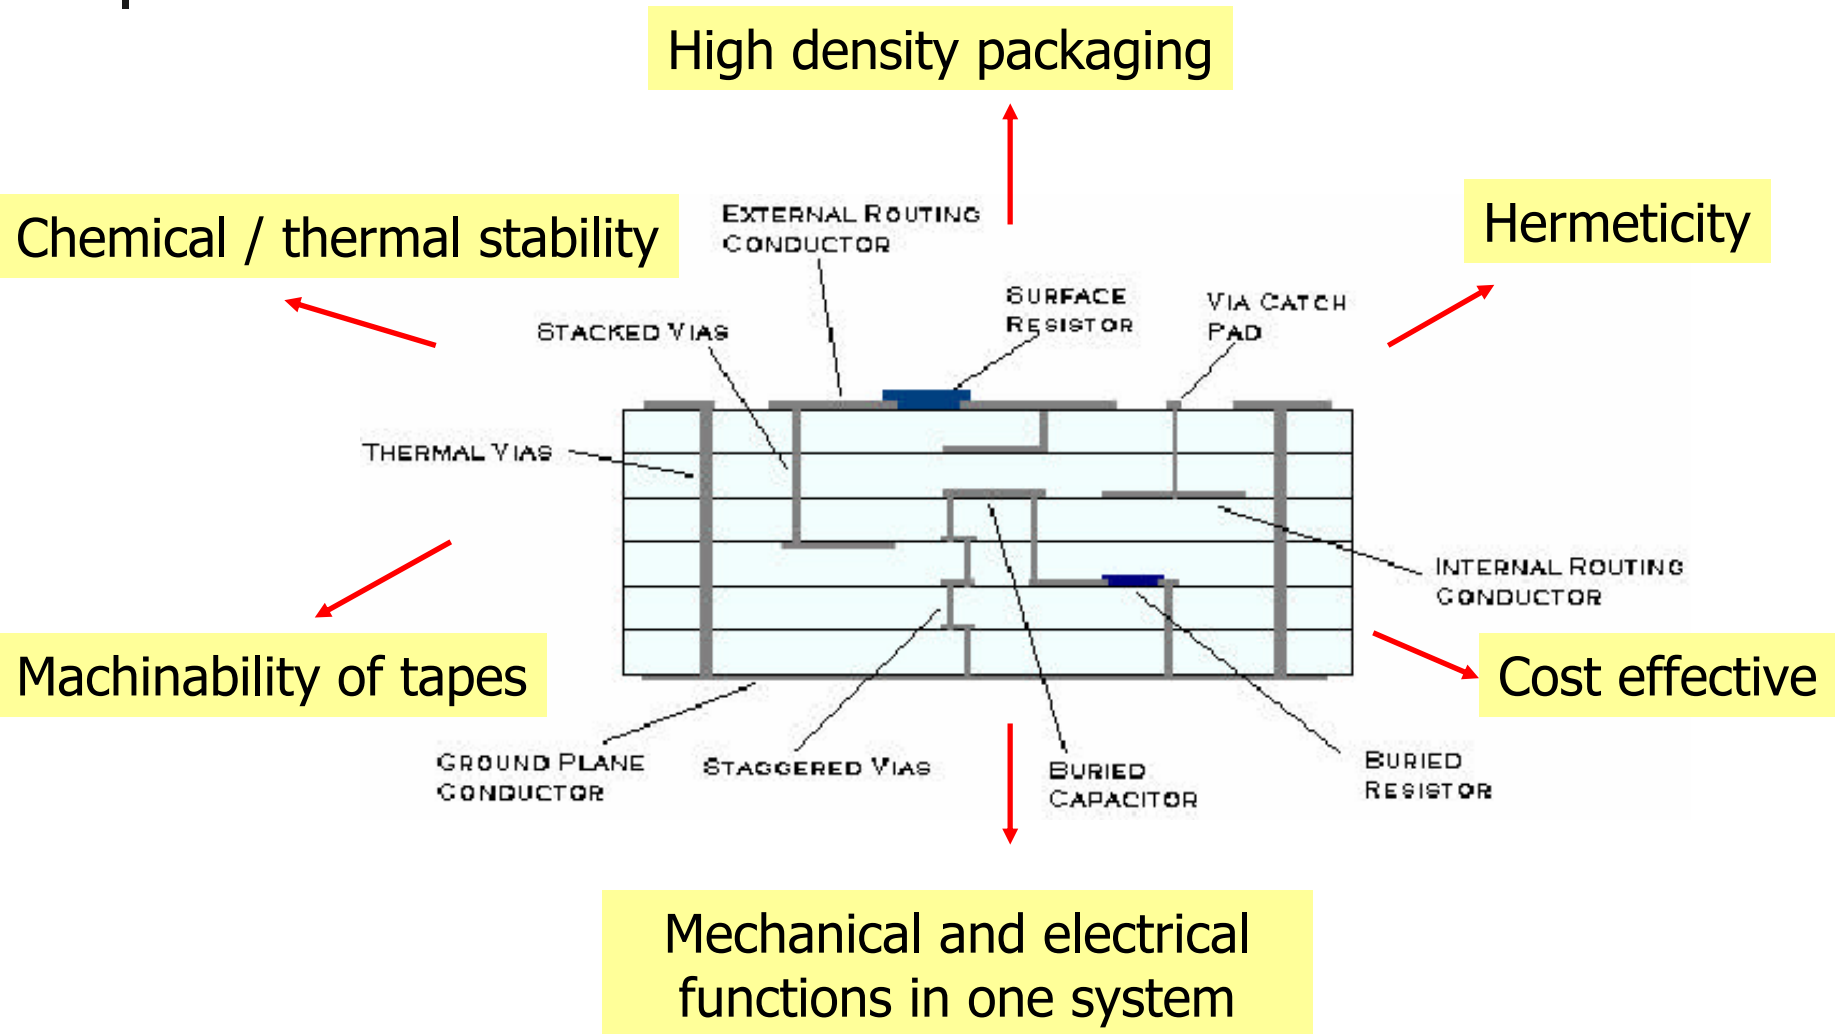 High density packaging
Chemical / thermal stability
Hermeticity
EXTERNAL ROUTING
CONDUCTOR
SURFACE
RESISTOR
VIA CATCH
PAD
STACKED VIAS
THERMAL VIAS
INTERNAL ROUTING
CONDUCTOR
Machinability of tapes
Cost effective
GROUND PLANE
CONDUCTOR
STAGGERED VIAS
BURIED
CAPACITOR
BURIED
RESISTOR
Mechanical and electrical
functions in one system